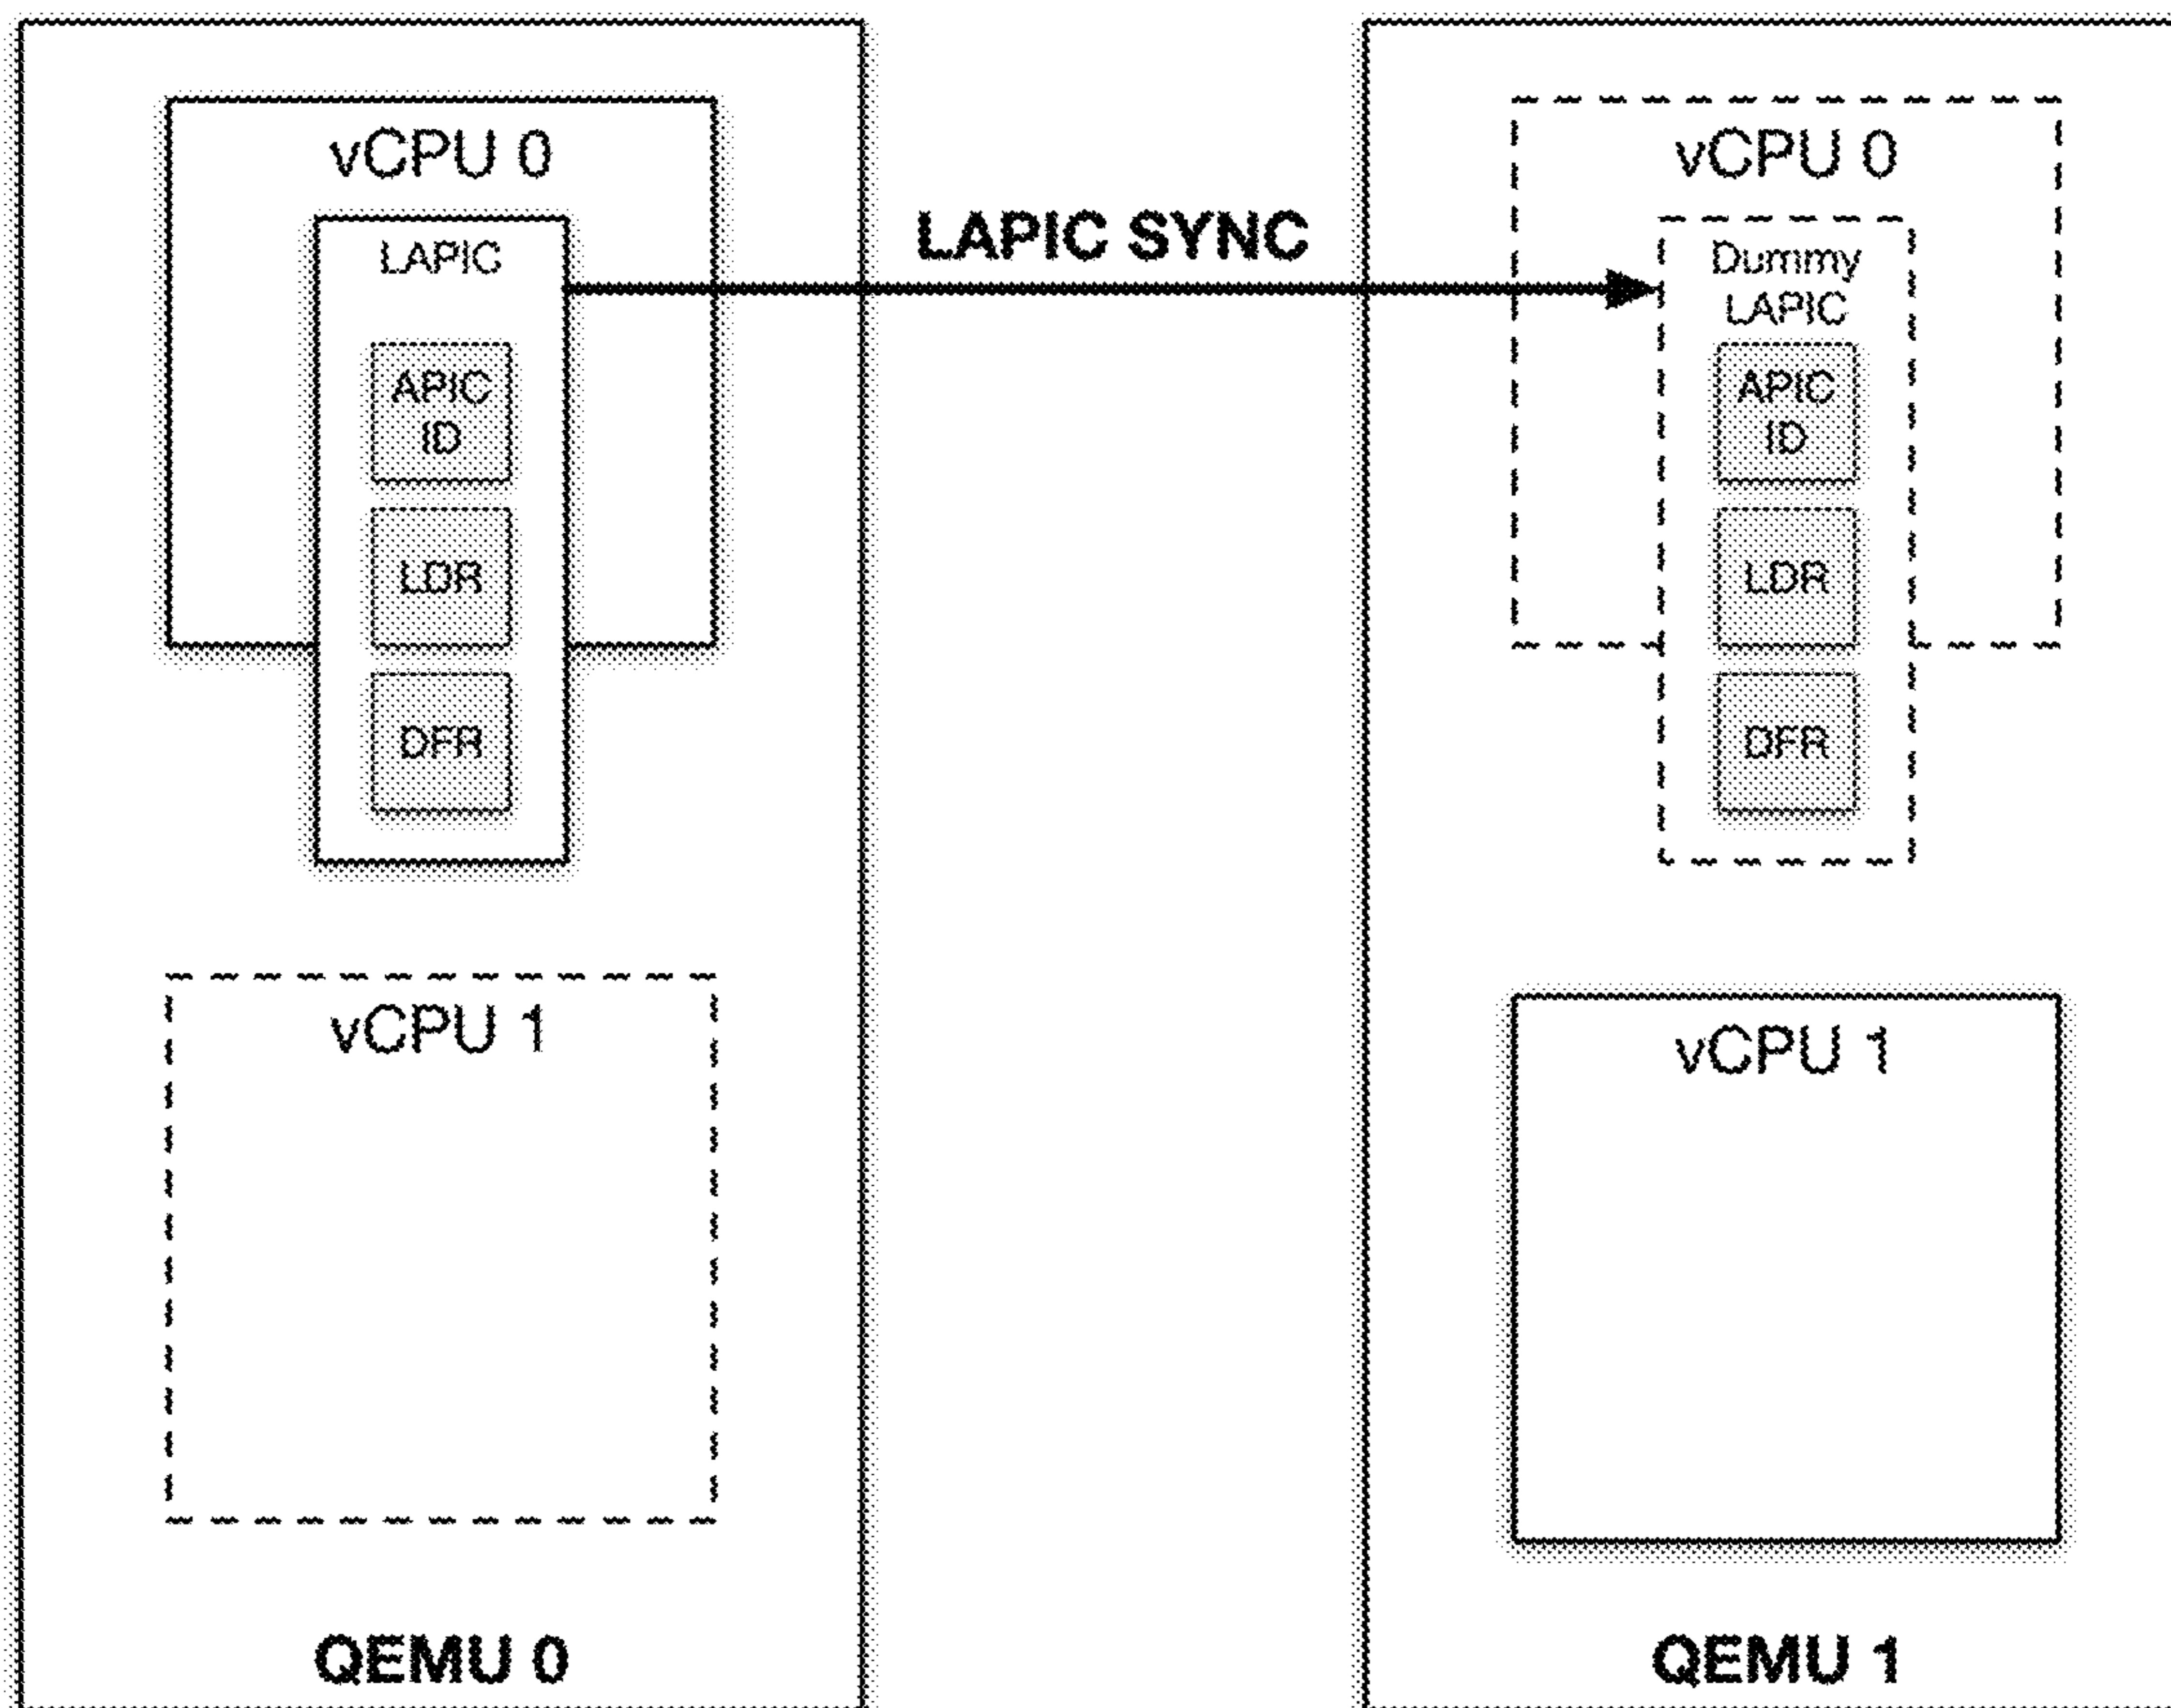 vCPU 0
LAPIC
APIC
ID
LDR
DFR
vCPU 1
QEMU 0
LAPIC SYNC
vCPU 0
Dummy
LAPIC
APIC
ID
LDR
DFR
vCPU 1
QEMU 1